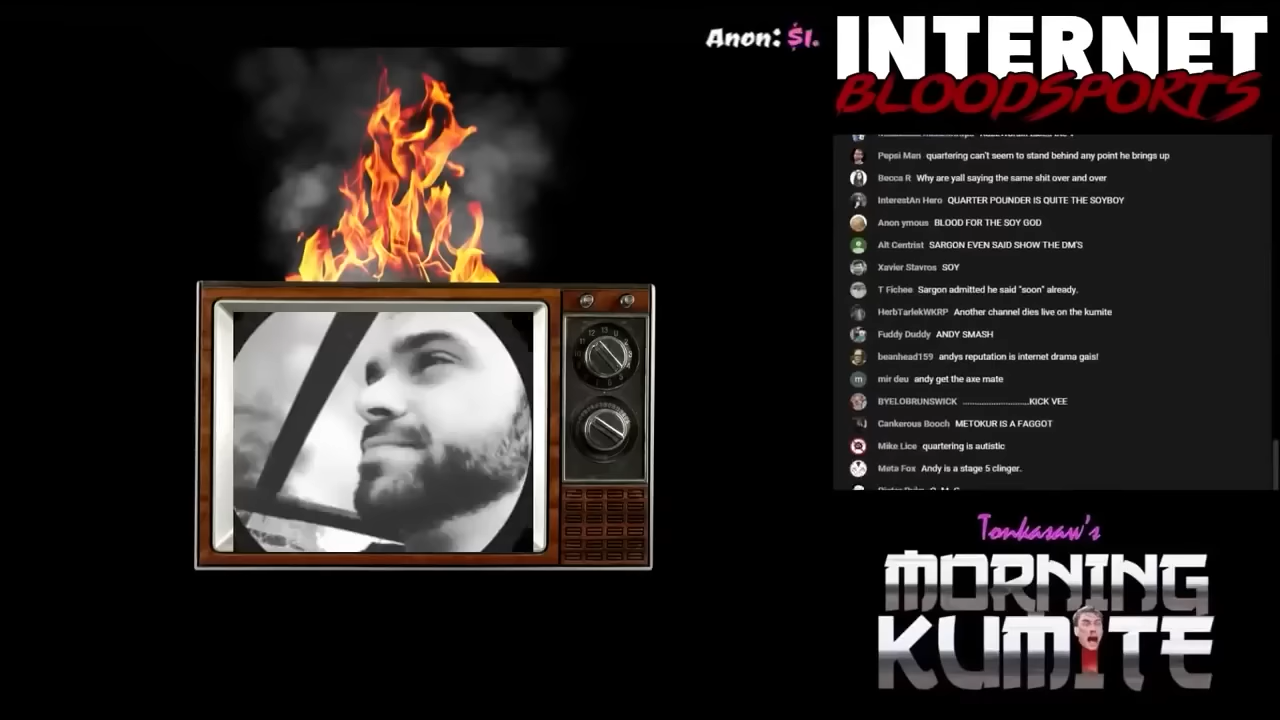 Anon: $1.
INTERNET
BLOODSPORTS
Pepsi Man quartering can't seem to stand behind any point he brings up
Becca R Why are yall saying the same shit over and over
InterestAn Hero QUARTER POUNDER IS QUITE THE SOYBOY
Anon ymous BLOOD FOR THE SOY GOD
Alt Centrist SARGON EVEN SAID SHOW THE DM'S
Xavier Stavros SOY
T Fichee Sargon admitted he said "soon" already.
HerbTarlekWKRP Another channel dies live on the kumite
Fuddy Duddy ANDY SMASH
beanhead159 andys reputation is internet drama gais!
m mir deu andy get the axe mate
BYELOBRUNSWICK ..............................KICK VEE
Cankerous Booch METOKUR IS A FAGGOT
Mike Lice quartering is autistic
Meta Fox Andy is a stage 5 clinger.
Tonkasaw's
MORNING
KUMITE